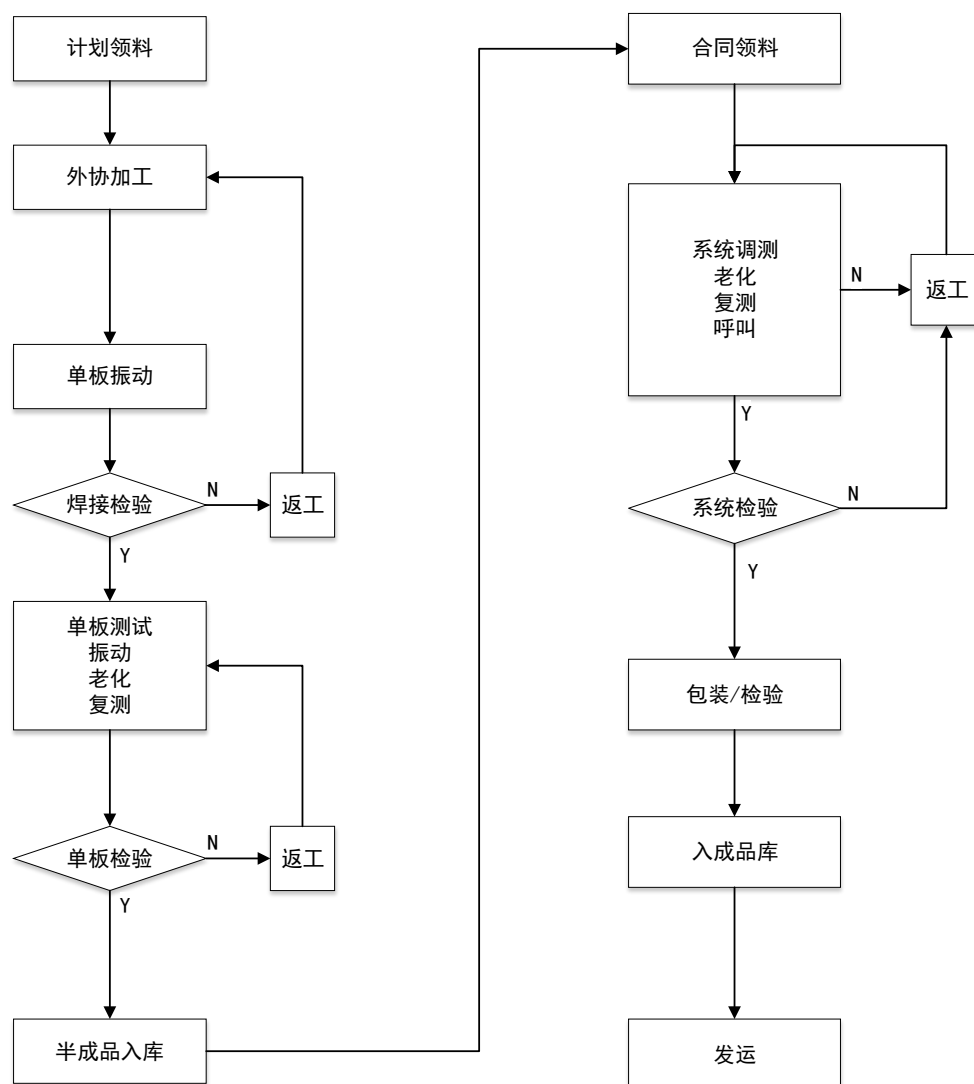 计划领料
外协加工
单板振动
焊接检验
N
返工
Y
单板测试
振动
老化
复测
单板检验
N
返工
Y
半成品入库
合同领料
系统调测
老化
复测
呼叫
N
返工
Y
系统检验
N
Y
包装/检验
入成品库
发运